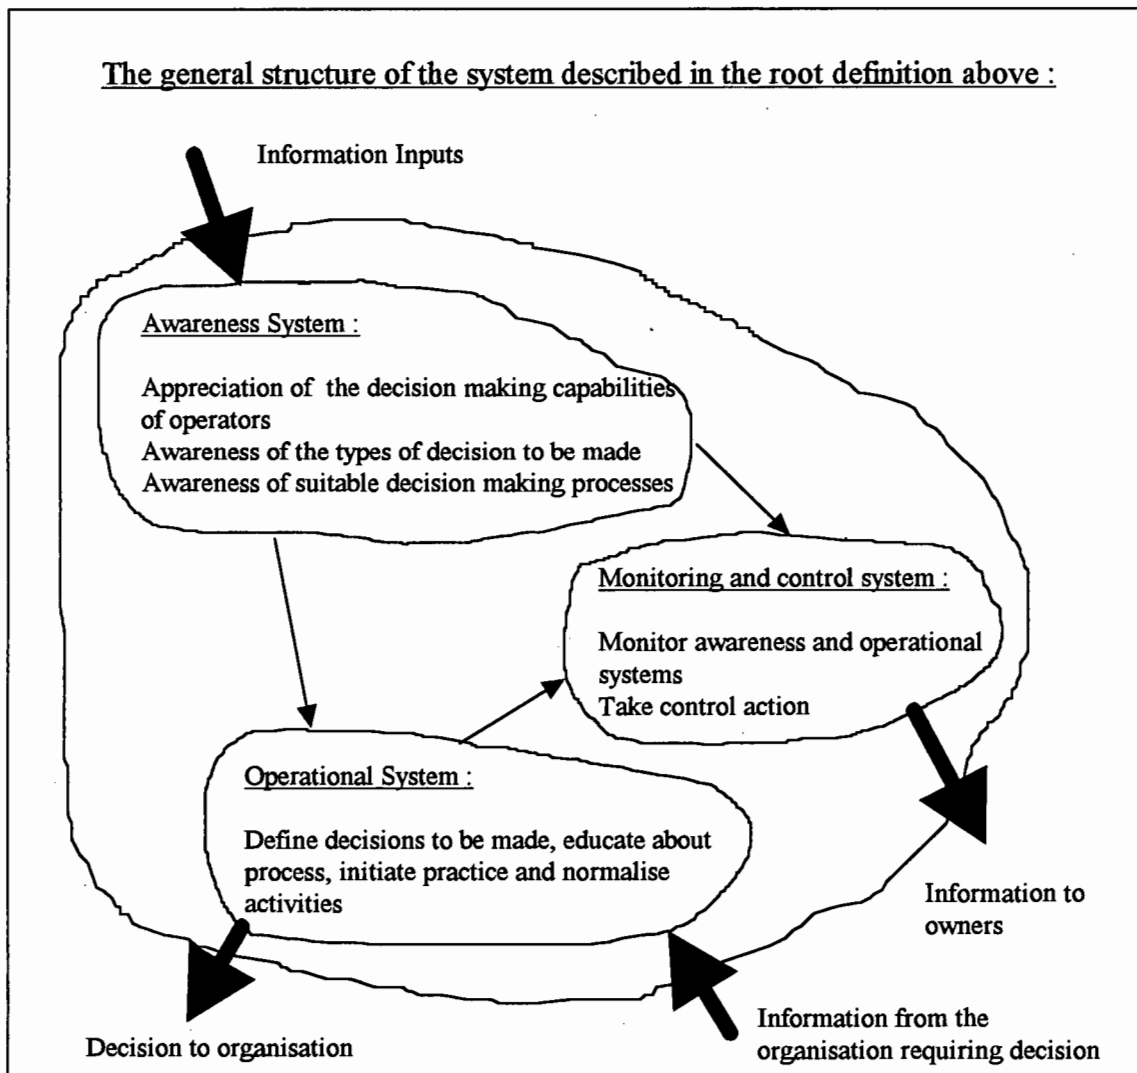 The general structure of the system described in the root definition above :
Information Inputs
Awareness System :
Appreciation of the decision making capabilities
of operators
Awareness of the types of decision to be made
Awareness of suitable decision making processes
Monitoring and control system :
Monitor awareness and operational
systems
Take control action
Operational System :
Define decisions to be made, educate about
process, initiate practice and normalise
activities
Information to
owners
Decision to organisation
Information from the
organisation requiring decision